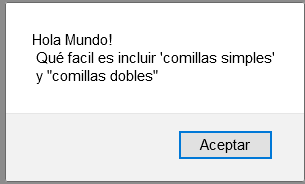 Hola Mundo!
Qué facil es incluir 'comillas simples'
y "comillas dobles"
Aceptar